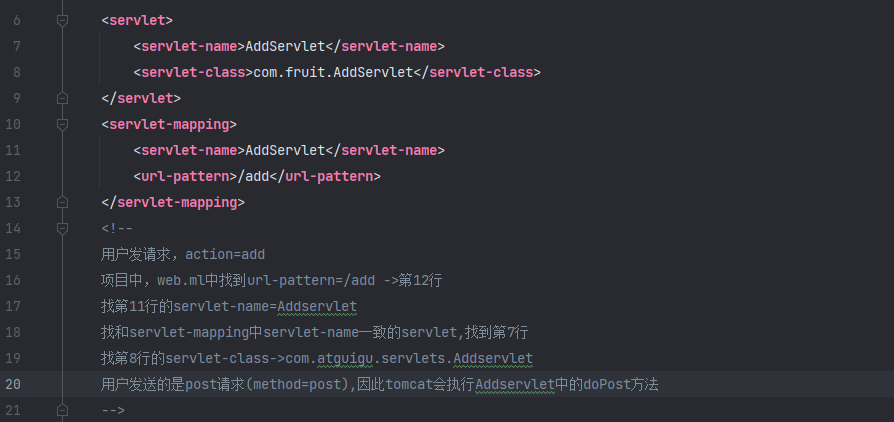 6 <servlet>
7 <servlet-name>AddServlet</servlet-name>
8 <servlet-class>com.fruit.AddServlet</servlet-class>
9 </servlet>
10 <servlet-mapping>
11 <servlet-name>AddServlet</servlet-name>
12 <url-pattern>/add</url-pattern>
13 </servlet-mapping>
14 <!--
15 用户发请求，action=add
16 项目中，web.ml中找到url-pattern=/add ->第12行
17 找第11行的servlet-name=Addservlet
18 找和servlet-mapping中servlet-name一致的servlet,找到第7行
19 找第8行的servlet-class->com.atguigu.servlets.Addservlet
20 用户发送的是post请求(method=post),因此tomcat会执行Addservlet中的doPost方法
21 -->